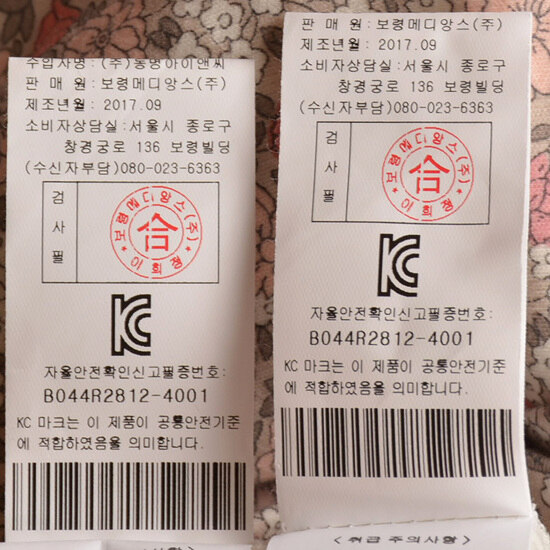 수입자명 : (주)동명아이앤씨
판 매 원 : 보령메디앙스(주)
제조년월 : 2017.09
소비자상담실 : 서울시 종로구
창경궁로 136 보령빌딩
(수신자부담)080-023-6363
검사필
보령메디앙스(주)
合
이희정
KC
자율안전확인신고필증번호:
B044R2812-4001
KC 마크는 이 제품이 공통안전기준
에 적합하였음을 의미합니다.
< 취급 주의사항 >
판 매 원 : 보령메디앙스(주)
제조년월 : 2017.09
소비자상담실 : 서울시 종로구
창경궁로 136 보령빌딩
(수신자부담)080-023-6363
검사필
보령메디앙스(주)
合
이희정
KC
자율안전확인신고필증번호:
B044R2812-4001
KC 마크는 이 제품이 공통안전기준
에 적합하였음을 의미합니다.
< 취급 주의사항 >